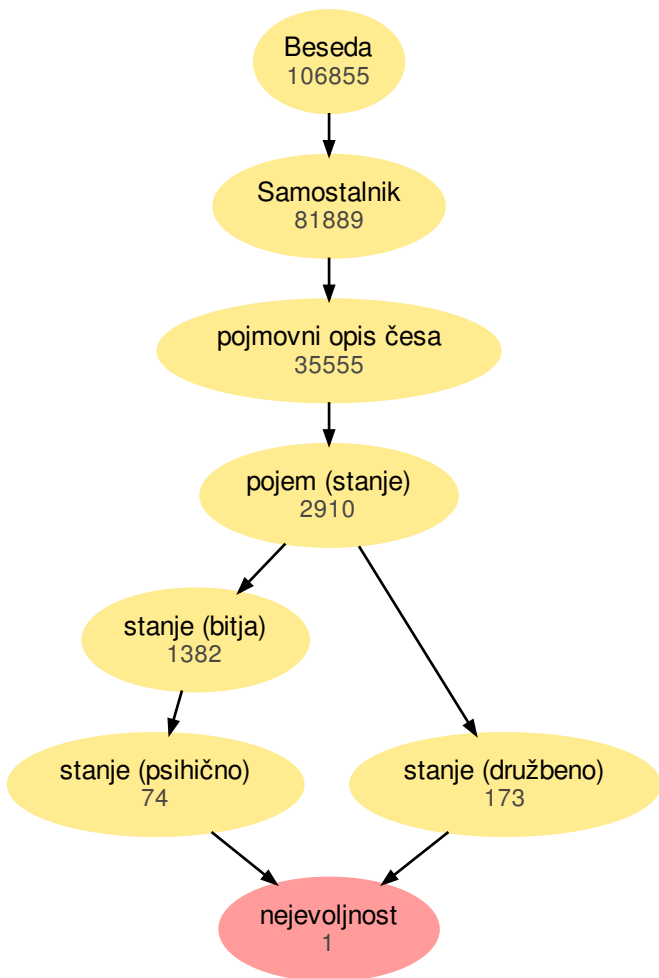 Beseda
106855
Samostalnik
81889
pojmovni opis česa
35555
pojem (stanje)
2910
stanje (bitja)
1382
stanje (psihično)
74
stanje (družbeno)
173
nejevoljnost
1